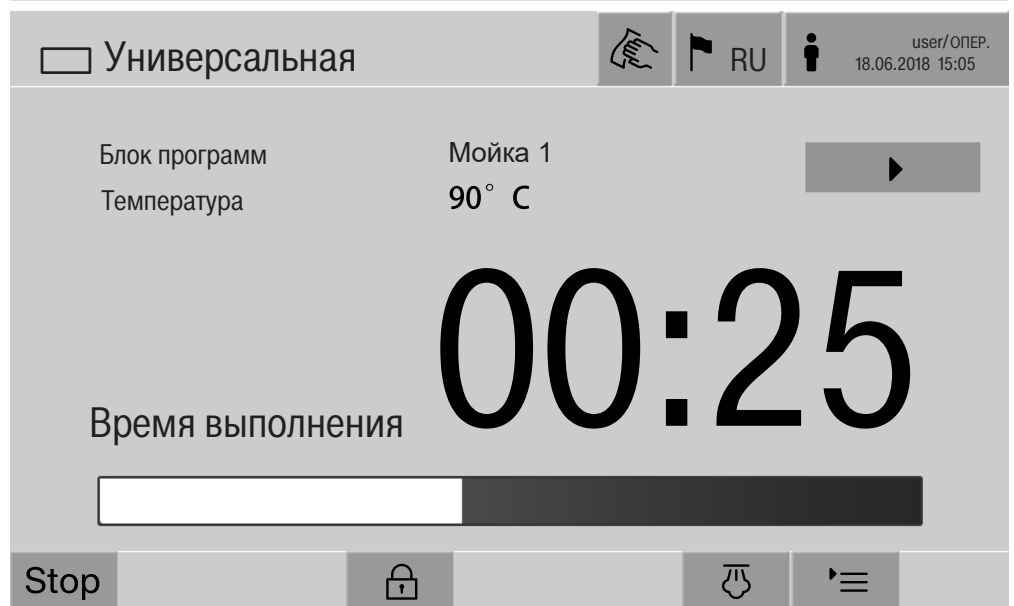 Универсальная
RU
user/ОПЕР.
18.06.2018 15:05
Блок программ Мойка 1
Температура 90° C
00:25
Время выполнения
Stop